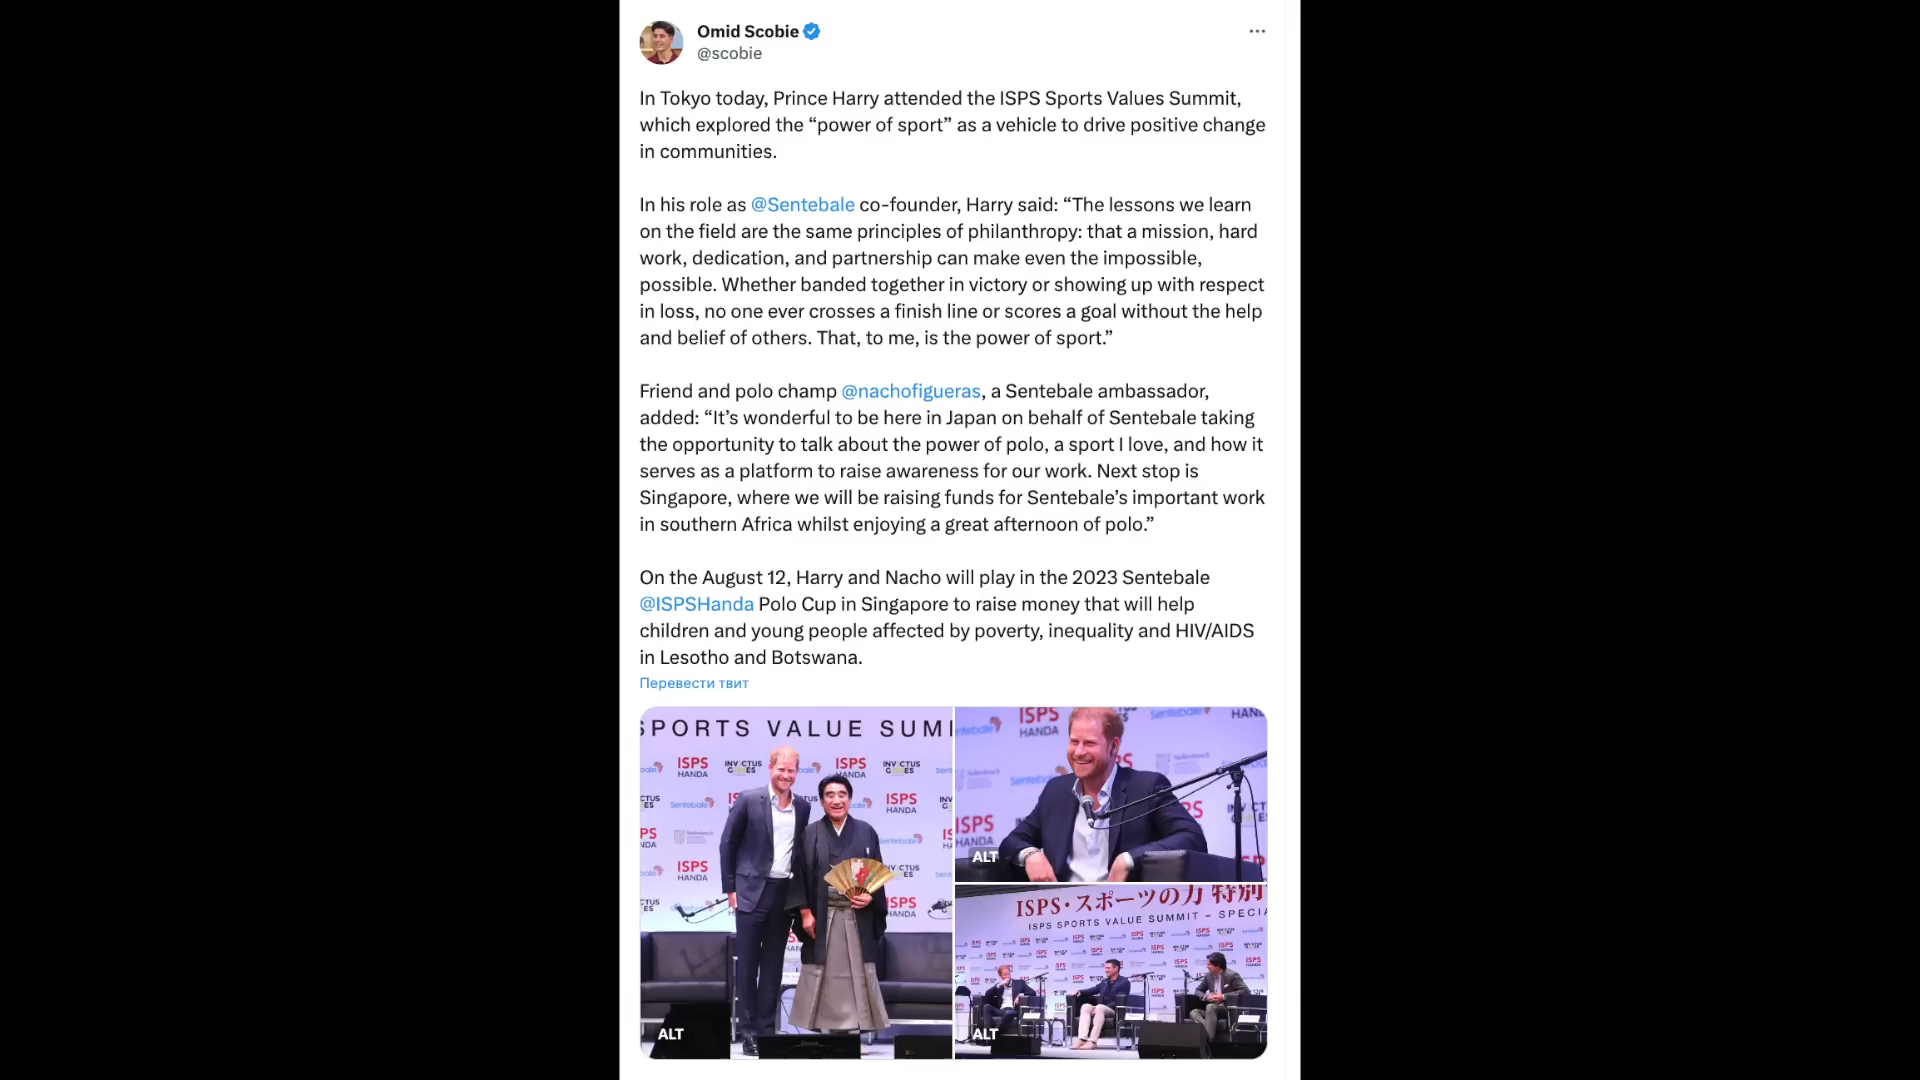 Omid Scobie
@scobie
In Tokyo today, Prince Harry attended the ISPS Sports Values Summit,
which explored the “power of sport” as a vehicle to drive positive change
in communities.
In his role as @Sentebale co-founder, Harry said: “The lessons we learn
on the field are the same principles of philanthropy: that a mission, hard
work, dedication, and partnership can make even the impossible,
possible. Whether banded together in victory or showing up with respect
in loss, no one ever crosses a finish line or scores a goal without the help
and belief of others. That, to me, is the power of sport.”
Friend and polo champ @nachofigueras, a Sentebale ambassador,
added: “It’s wonderful to be here in Japan on behalf of Sentebale taking
the opportunity to talk about the power of polo, a sport I love, and how it
serves as a platform to raise awareness for our work. Next stop is
Singapore, where we will be raising funds for Sentebale’s important work
in southern Africa whilst enjoying a great afternoon of polo.”
On the August 12, Harry and Nacho will play in the 2023 Sentebale
@ISPSHanda Polo Cup in Singapore to raise money that will help
children and young people affected by poverty, inequality and HIV/AIDS
in Lesotho and Botswana.
Перевести твит
SPORTS VALUE SUMI
ISPS HANDA
INVICTUS GAMES
Sentebale
ISPS HANDA
ALT
ISPS HANDA
Sentebale
ALT
ISPS・スポーツの力 特別
ISPS SPORTS VALUE SUMMIT – SPECIA
ALT